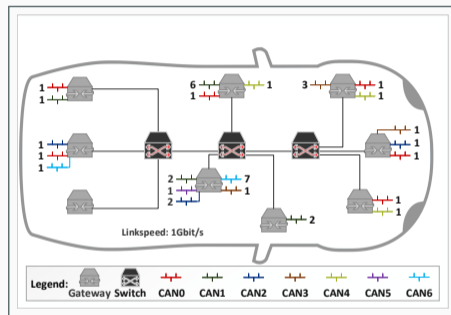 6 1 3 1
1 1 1
1
1 1
1 1
1 1
1 2 7
1 1
2 1
2 1
Linkspeed: 1Gbit/s
Legend:
Gateway Switch CAN0 CAN1 CAN2 CAN3 CAN4 CAN5 CAN6